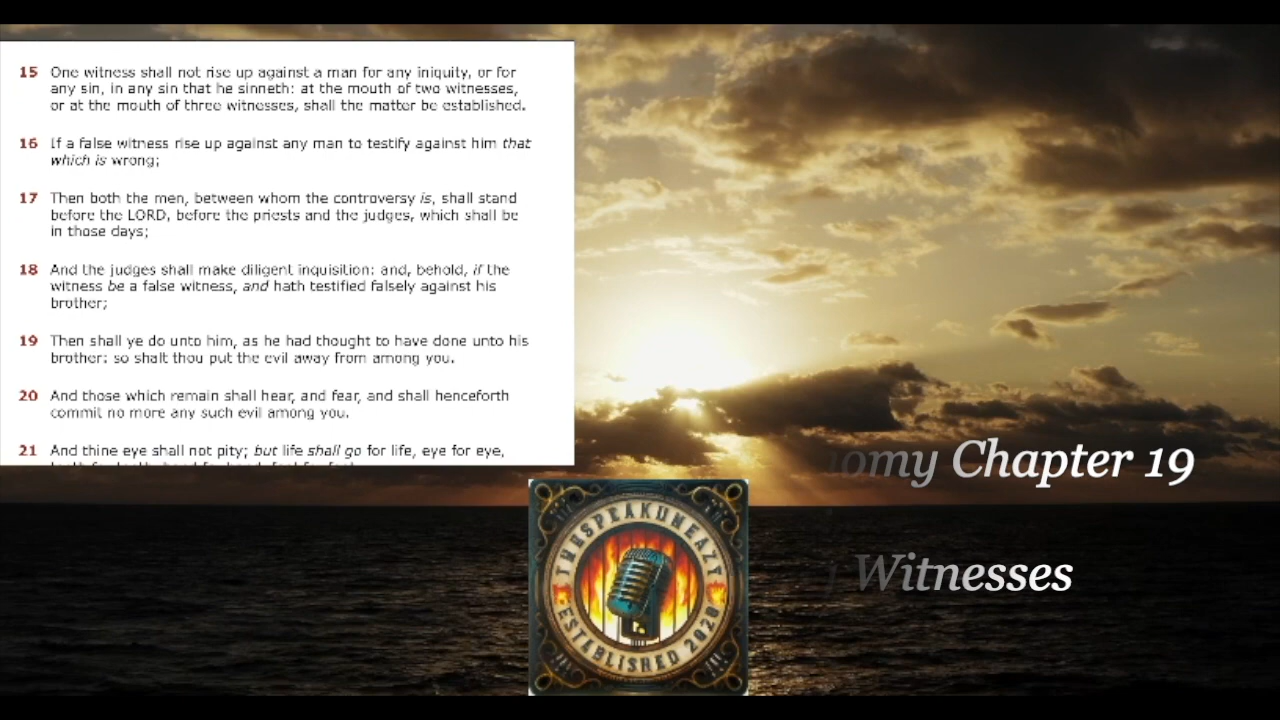 15 One witness shall not rise up against a man for any iniquity, or for
any sin, in any sin that he sinneth: at the mouth of two witnesses,
or at the mouth of three witnesses, shall the matter be established.
16 If a false witness rise up against any man to testify against him that
which is wrong;
17 Then both the men, between whom the controversy is, shall stand
before the LORD, before the priests and the judges, which shall be
in those days;
18 And the judges shall make diligent inquisition: and, behold, if the
witness be a false witness, and hath testified falsely against his
brother;
19 Then shall ye do unto him, as he had thought to have done unto his
brother: so shalt thou put the evil away from among you.
20 And those which remain shall hear, and fear, and shall henceforth
commit no more any such evil among you.
21 And thine eye shall not pity; but life shall go for life, eye for eye,
omy Chapter 19
Witnesses
THESPEAKUNEAZY
ESTABLISHED 2020